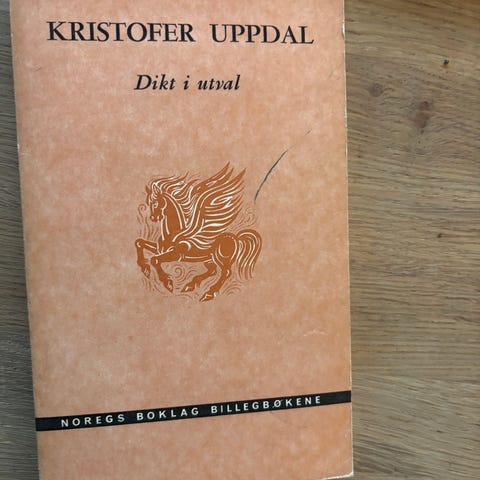 KRISTOFER UPPDAL
Dikt i utval
NOREGS BOKLAG BILLEGBØKENE